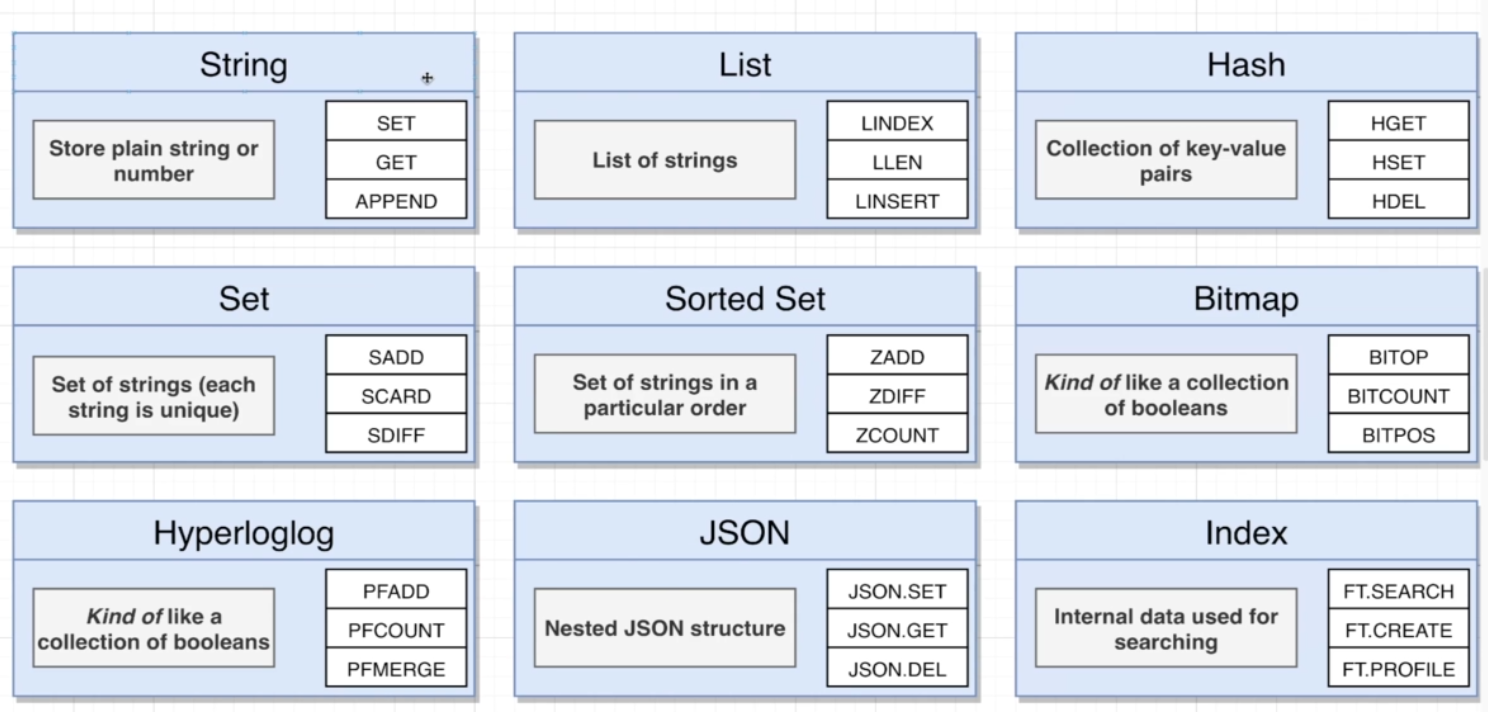 String
Store plain string or
number
SET
GET
APPEND
List
List of strings
LINDEX
LLEN
LINSERT
Hash
Collection of key-value
pairs
HGET
HSET
HDEL
Set
Set of strings (each
string is unique)
SADD
SCARD
SDIFF
Sorted Set
Set of strings in a
particular order
ZADD
ZDIFF
ZCOUNT
Bitmap
Kind of like a collection
of booleans
BITOP
BITCOUNT
BITPOS
Hyperloglog
Kind of like a
collection of booleans
PFADD
PFCOUNT
PFMERGE
JSON
Nested JSON structure
JSON.SET
JSON.GET
JSON.DEL
Index
Internal data used for
searching
FT.SEARCH
FT.CREATE
FT.PROFILE